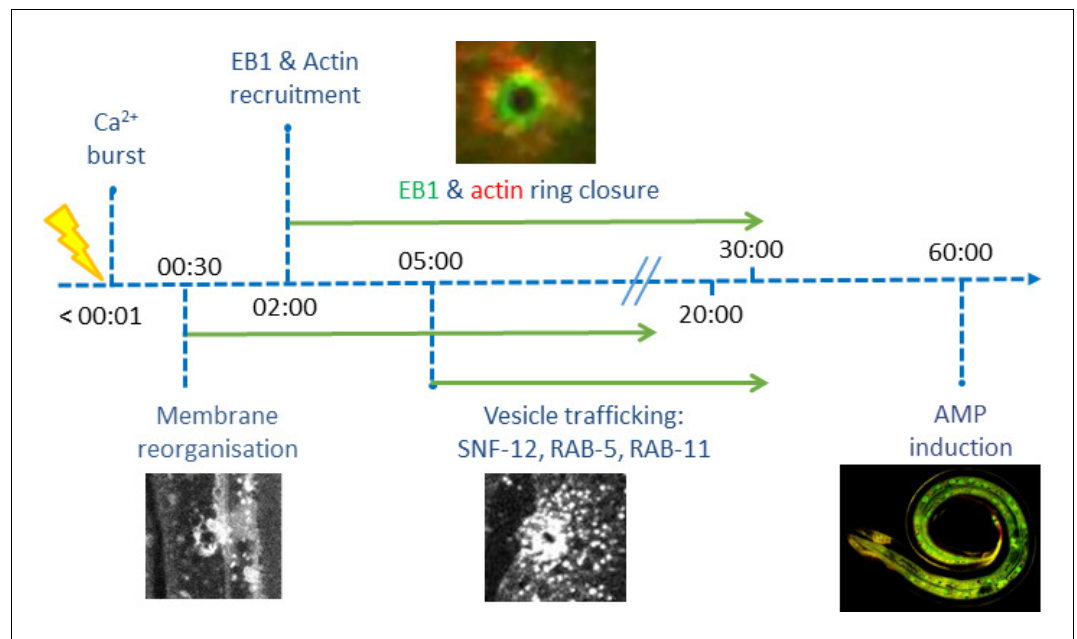 EB1 & Actin
recruitment
Ca²⁺
burst
EB1 & actin ring closure
00:30
05:00
30:00
60:00
< 00:01
02:00
20:00
Membrane
reorganisation
Vesicle trafficking:
SNF-12, RAB-5, RAB-11
AMP
induction